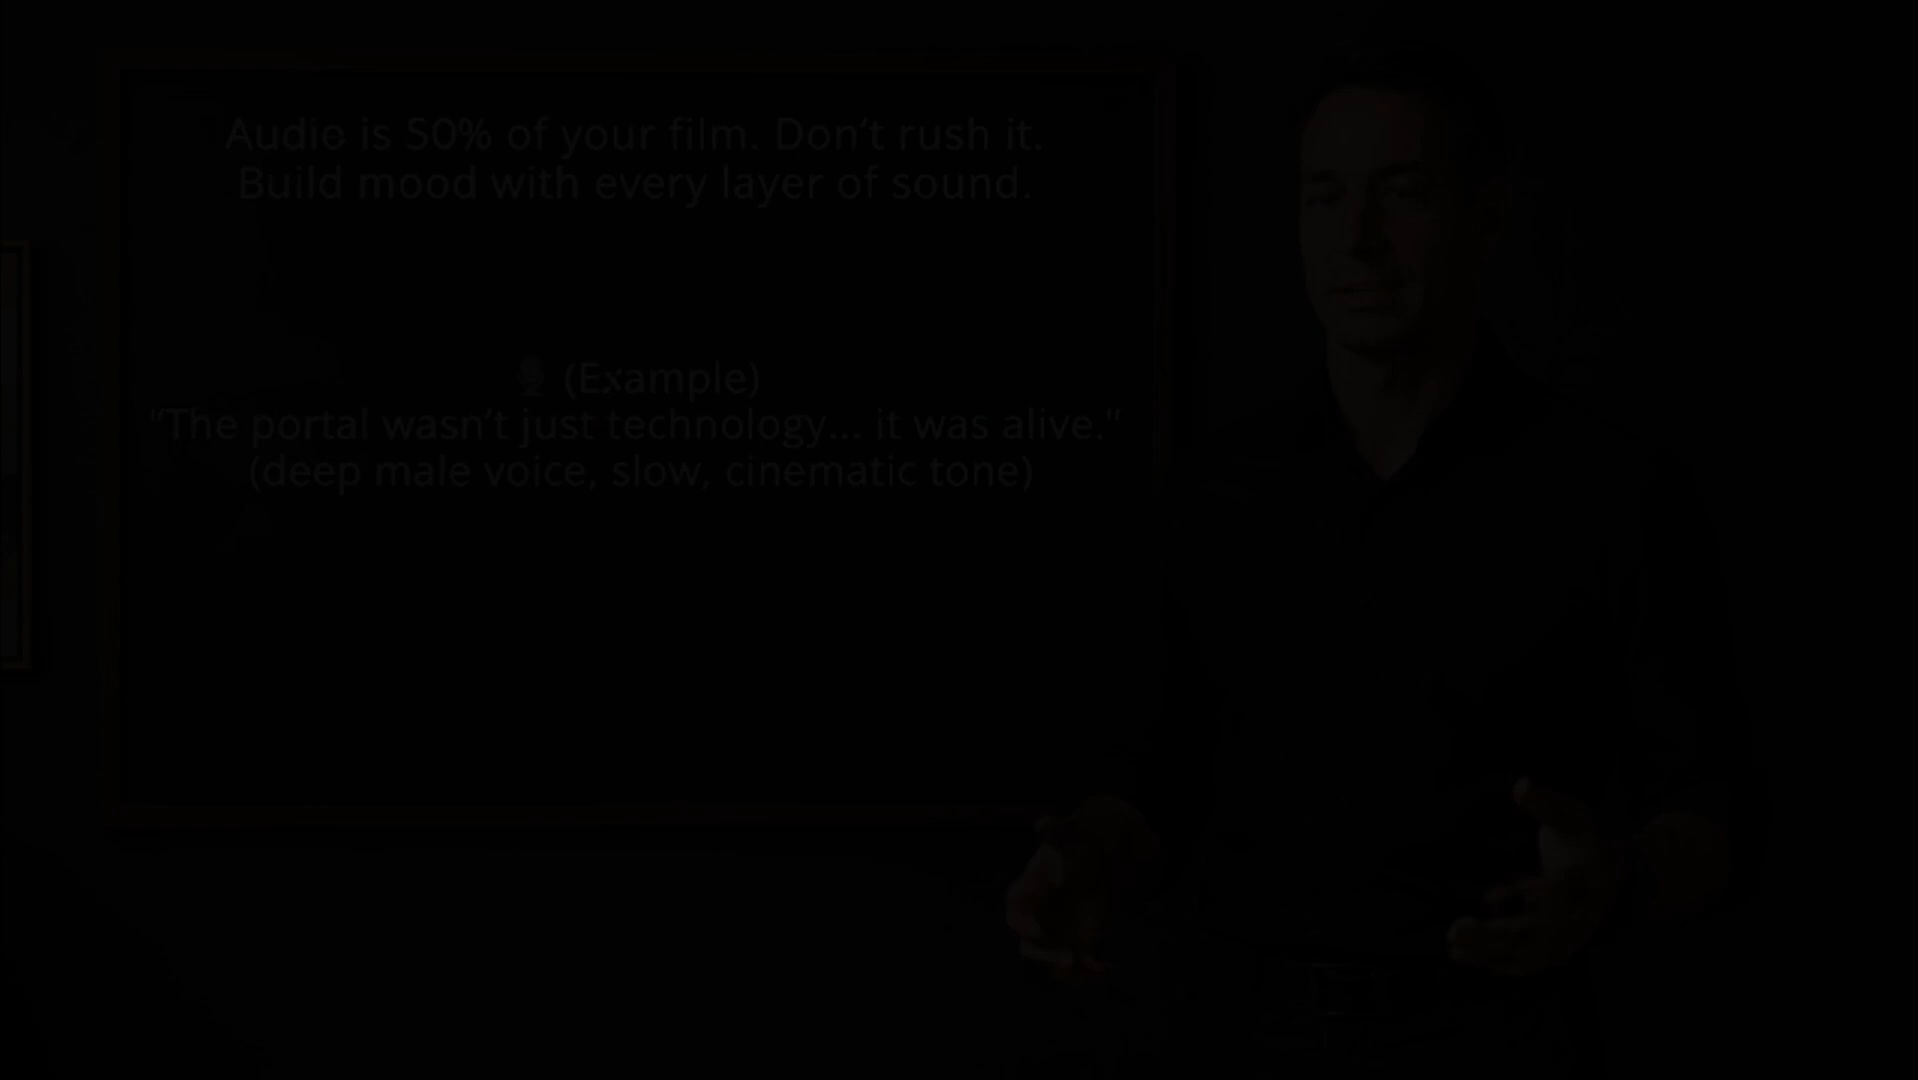 Audio is 50% of your film. Don’t rush it.
Build mood with every layer of sound.
🎙 (Example)
"The portal wasn’t just technology... it was alive."
(deep male voice, slow, cinematic tone)